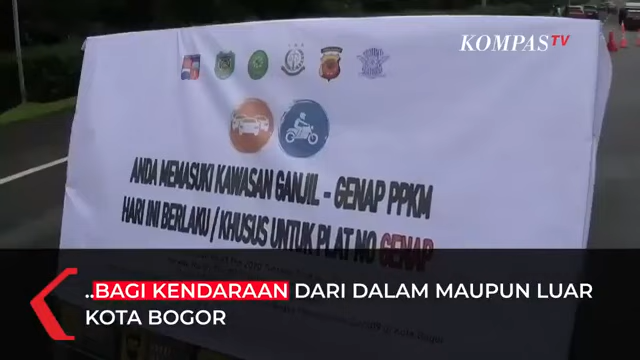 KOMPAS TV
ANDA MEMASUKI KAWASAN GANJIL - GENAP PPKM
HARI INI BERLAKU / KHUSUS UNTUK PLAT NO GENAP
..BAGI KENDARAAN DARI DALAM MAUPUN LUAR
KOTA BOGOR